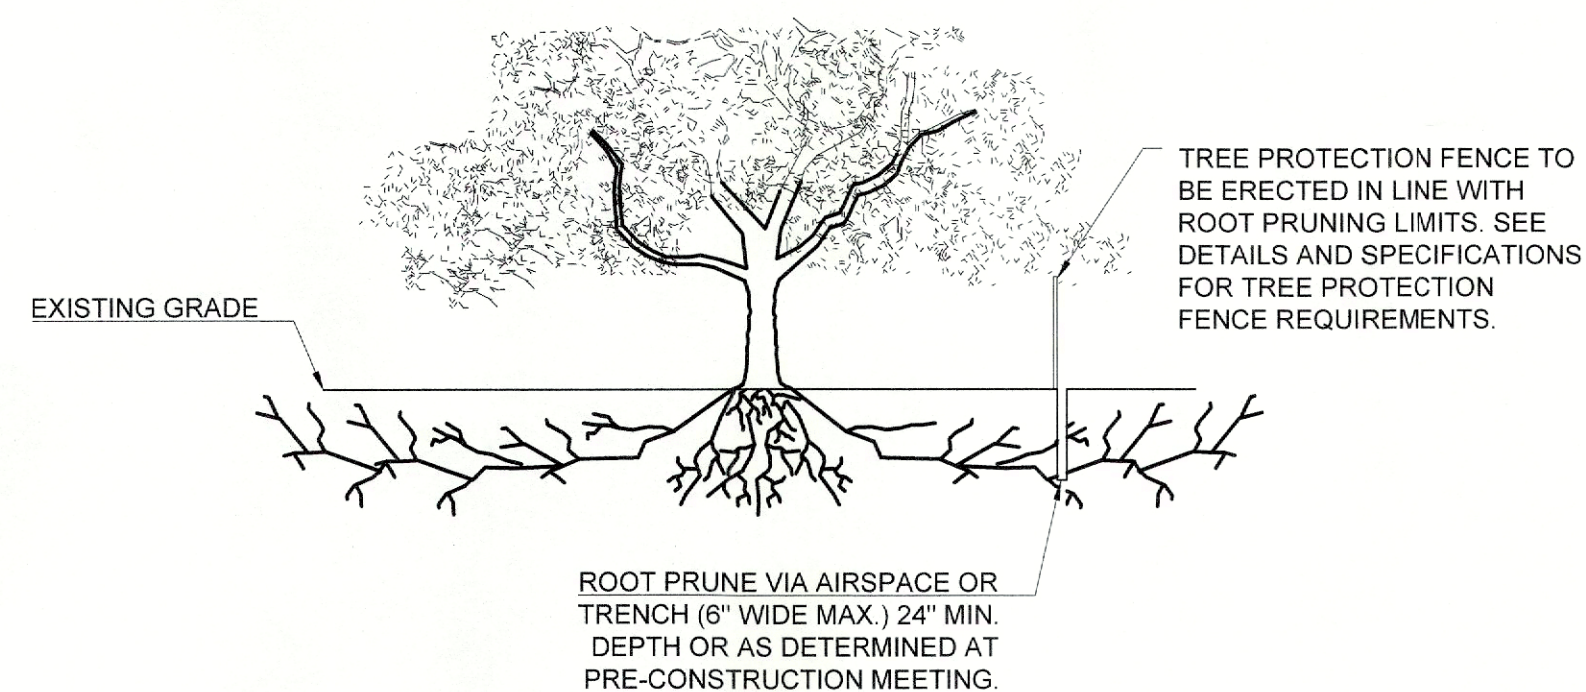 TREE PROTECTION FENCE TO
BE ERECTED IN LINE WITH
ROOT PRUNING LIMITS. SEE
DETAILS AND SPECIFICATIONS
FOR TREE PROTECTION
FENCE REQUIREMENTS.
EXISTING GRADE
ROOT PRUNE VIA AIRSPACE OR
TRENCH (6" WIDE MAX.) 24" MIN.
DEPTH OR AS DETERMINED AT
PRE-CONSTRUCTION MEETING.